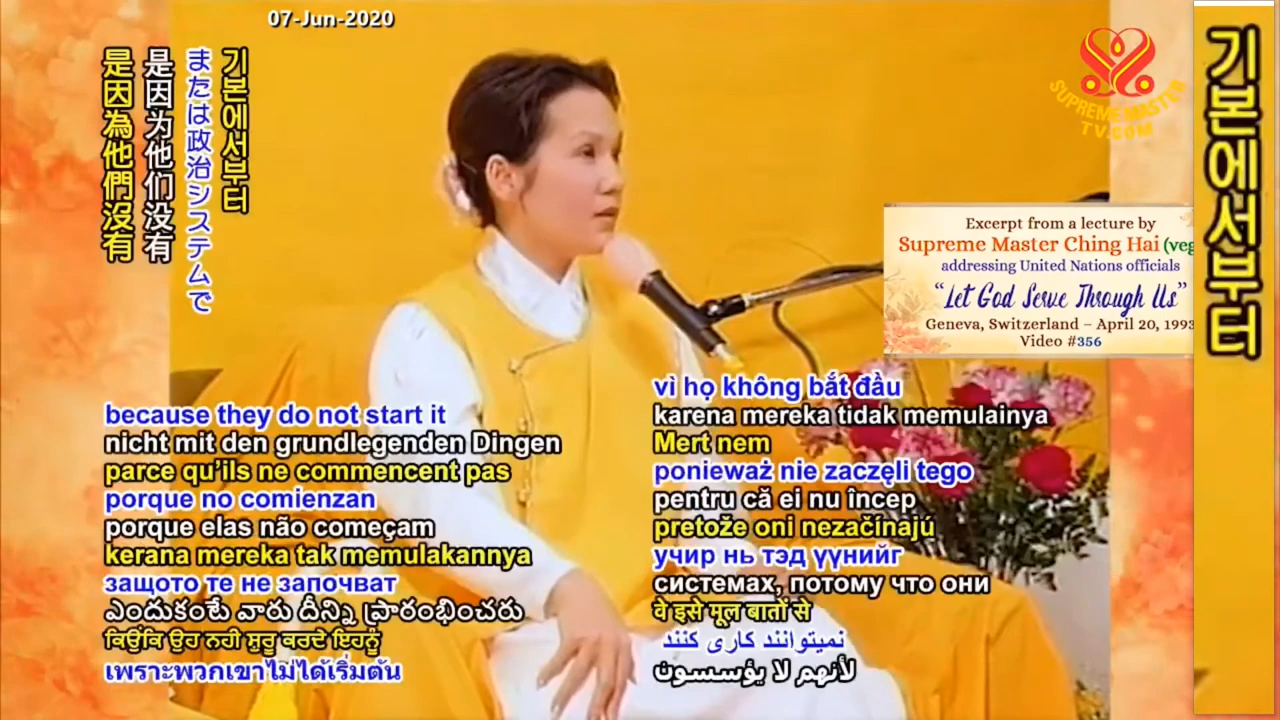 07-Jun-2020
SUPREME MASTER
TV.COM
기본에서부터
または政治システムで
是因为他们没有
是因為他們沒有
기본에서부터
Excerpt from a lecture by
Supreme Master Ching Hai (veg
addressing United Nations officials
“Let God Serve Through Us”
Geneva, Switzerland – April 20, 1993
Video #356
because they do not start it
nicht mit den grundlegenden Dingen
parce qu’ils ne commencent pas
porque no comienzan
porque elas não começam
kerana mereka tak memulakannya
защото те не започват
ఎందుకంటే వారు దీన్ని ప్రారంభించరు
ਕਿਉਂਕਿ ਉਹ ਨਹੀ ਸ਼ੁਰੂ ਕਰਦੇ ਇਹਨੂੰ
เพราะพวกเขาไม่ได้เริ่มต้น
vì họ không bắt đầu
karena mereka tidak memulainya
Mert nem
ponieważ nie zaczęli tego
pentru că ei nu încep
pretože oni nezačínajú
учир нь тэд үүнийг
системах, потому что они
वे इसे मूल बातों से
نمیتوانند کاری کنند
لأنهم لا يؤسسون